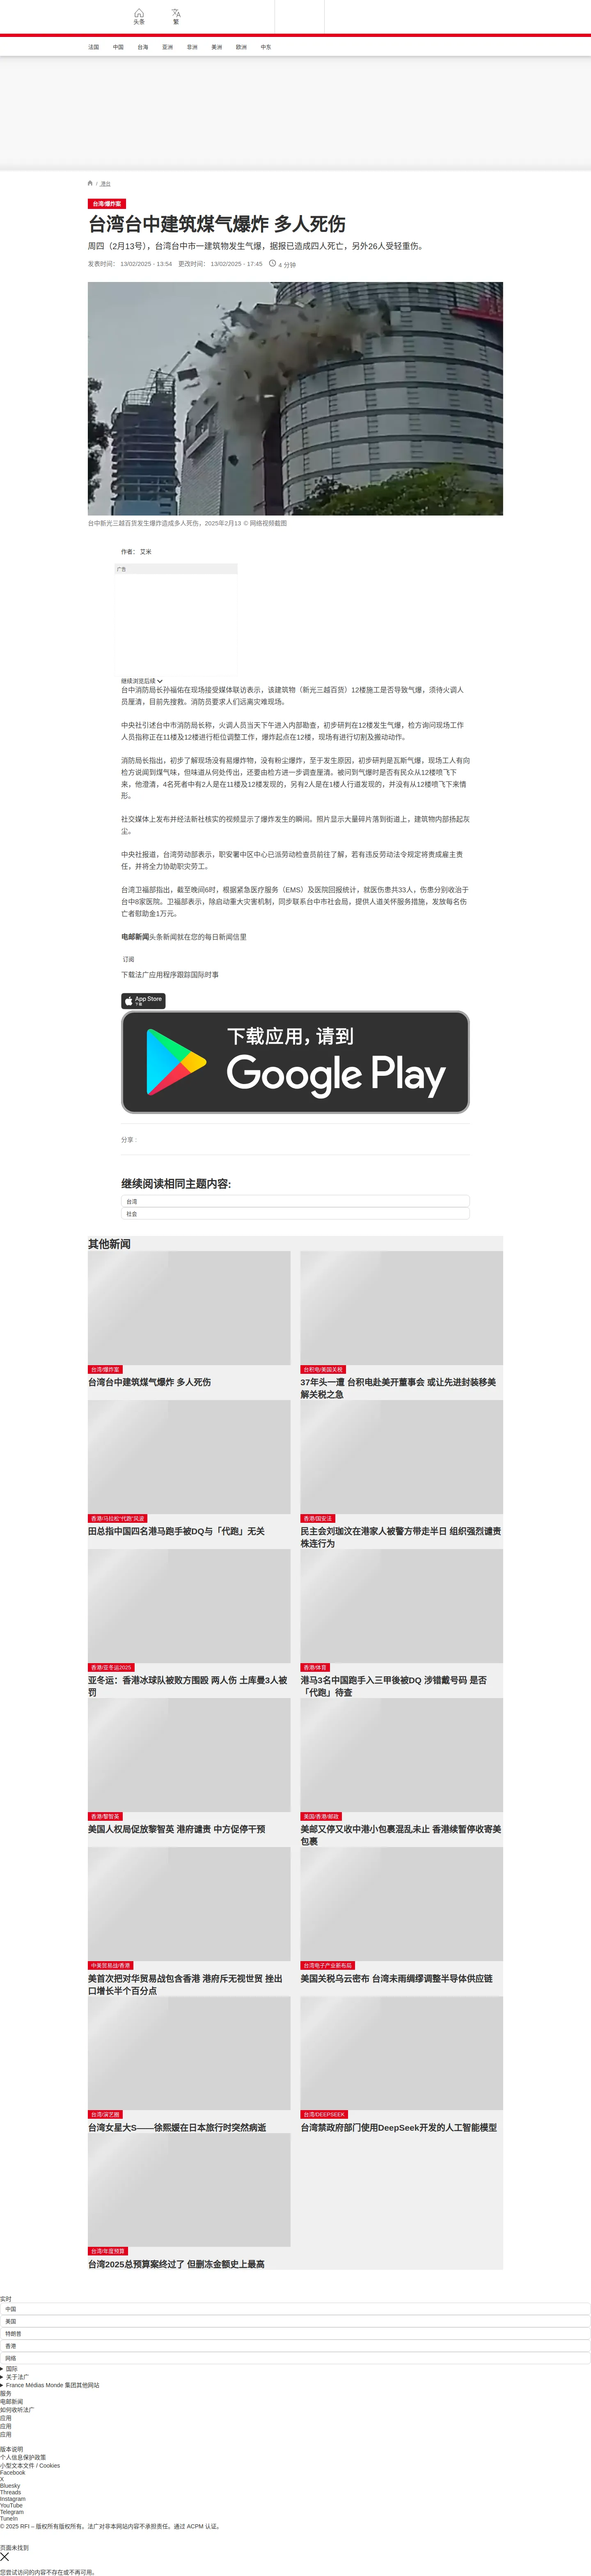 头条
繁
法国
中国
台海
亚洲
非洲
美洲
欧洲
中东
港台
台湾/爆炸案
台湾台中建筑煤气爆炸 多人死伤
周四（2月13号），台湾台中市一建筑物发生气爆，据报已造成四人死亡，另外26人受轻重伤。
发表时间： 13/02/2025 - 13:54 更改时间： 13/02/2025 - 17:45 4 分钟
台中新光三越百货发生爆炸造成多人死伤，2025年2月13 © 网络视频截图
作者： 艾米
广告
继续浏览后续
台中消防局长孙福佑在现场接受媒体联访表示，该建筑物（新光三越百货）12楼施工是否导致气爆，须待火调人
员厘清，目前先搜救。消防员要求人们远离灾难现场。
中央社引述台中市消防局长称，火调人员当天下午进入内部勘查，初步研判在12楼发生气爆，检方询问现场工作
人员指称正在11楼及12楼进行柜位调整工作，爆炸起点在12楼，现场有进行切割及搬动动作。
消防局长指出，初步了解现场没有易爆炸物，没有粉尘爆炸，至于发生原因，初步研判是瓦斯气爆，现场工人有向
检方说闻到煤气味，但味道从何处传出，还要由检方进一步调查厘清。被问到气爆时是否有民众从12楼喷飞下
来，他澄清，4名死者中有2人是在11楼及12楼发现的，另有2人是在1楼人行道发现的，并没有从12楼喷飞下来情
形。
社交媒体上发布并经法新社核实的视频显示了爆炸发生的瞬间。照片显示大量碎片落到街道上，建筑物内部扬起灰
尘。
中央社报道，台湾劳动部表示，职安署中区中心已派劳动检查员前往了解，若有违反劳动法令规定将责成雇主责
任，并将全力协助职灾劳工。
台湾卫福部指出，截至晚间6时，根据紧急医疗服务（EMS）及医院回报统计，就医伤患共33人，伤患分别收治于
台中8家医院。卫福部表示，除启动重大灾害机制，同步联系台中市社会局，提供人道关怀服务措施，发放每名伤
亡者慰助金1万元。
电邮新闻头条新闻就在您的每日新闻信里
订阅
下载法广应用程序跟踪国际时事
App Store
下载
下载应用，请到
Google Play
分享 :
继续阅读相同主题内容:
台湾
社会
其他新闻
台湾/爆炸案
台湾台中建筑煤气爆炸 多人死伤
台积电/美国关税
37年头一遭 台积电赴美开董事会 或让先进封装移美
解关税之急
香港/马拉松“代跑”风波
田总指中国四名港马跑手被DQ与「代跑」无关
香港/国安法
民主会刘珈汶在港家人被警方带走半日 组织强烈谴责
株连行为
香港/亚冬运2025
亚冬运：香港冰球队被败方围殴 两人伤 土库曼3人被
罚
香港/体育
港马3名中国跑手入三甲後被DQ 涉错戴号码 是否
「代跑」待查
香港/黎智英
美国人权局促放黎智英 港府谴责 中方促停干预
美国/香港/邮政
美邮又停又收中港小包裹混乱未止 香港续暂停收寄美
包裹
中美贸易战/香港
美首次把对华贸易战包含香港 港府斥无视世贸 挫出
口增长半个百分点
台湾电子产业新布局
美国关税乌云密布 台湾未雨绸缪调整半导体供应链
台湾/演艺圈
台湾女星大S——徐熙媛在日本旅行时突然病逝
台湾/DEEPSEEK
台湾禁政府部门使用DeepSeek开发的人工智能模型
台湾/年度预算
台湾2025总预算案终过了 但删冻金额史上最高
实时
中国
美国
特朗普
香港
网络
国际
关于法广
France Médias Monde 集团其他网站
服务
电邮新闻
如何收听法广
应用
应用
应用
版本说明
个人信息保护政策
小型文本文件 / Cookies
Facebook
X
Bluesky
Threads
Instagram
YouTube
Telegram
TuneIn
© 2025 RFI – 版权所有版权所有。法广对非本网站内容不承担责任。通过 ACPM 认证。
页面未找到
您尝试访问的内容不存在或不再可用。